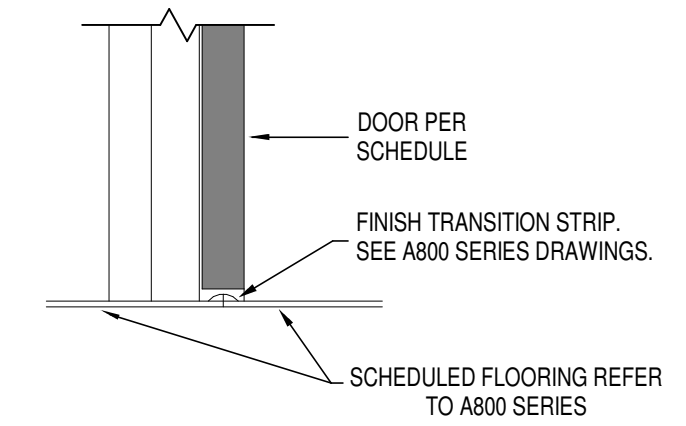 DOOR PER
SCHEDULE
FINISH TRANSITION STRIP.
SEE A800 SERIES DRAWINGS.
SCHEDULED FLOORING REFER
TO A800 SERIES